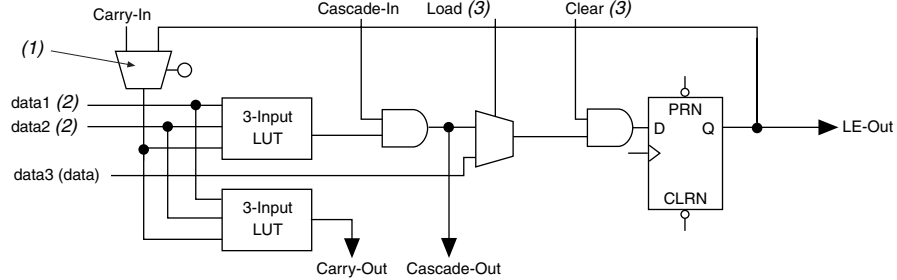 Carry-In
Cascade-In
Load (3)
Clear (3)
(1)
data1 (2)
data2 (2)
3-Input
LUT
PRN
D
Q
LE-Out
data3 (data)
CLRN
3-Input
LUT
Carry-Out
Cascade-Out